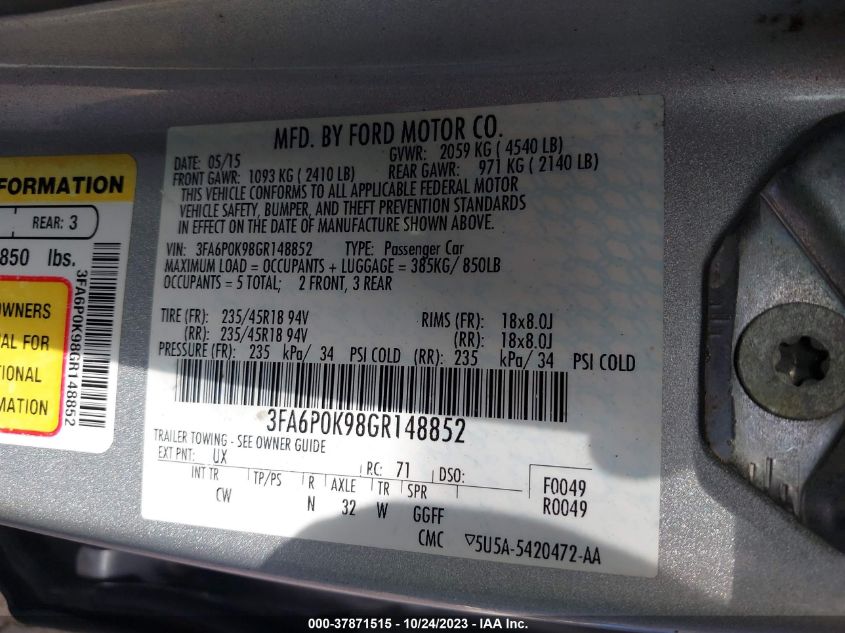 MFD. BY FORD MOTOR CO.
DATE: 05/15 GVWR: 2059 KG ( 4540 LB)
FRONT GAWR: 1093 KG ( 2410 LB) REAR GAWR: 971 KG ( 2140 LB)
THIS VEHICLE CONFORMS TO ALL APPLICABLE FEDERAL MOTOR
VEHICLE SAFETY, BUMPER, AND THEFT PREVENTION STANDARDS
IN EFFECT ON THE DATE OF MANUFACTURE SHOWN ABOVE.
VIN: 3FA6P0K98GR148852 TYPE: Passenger Car
MAXIMUM LOAD = OCCUPANTS + LUGGAGE = 385KG/ 850LB
OCCUPANTS = 5 TOTAL; 2 FRONT, 3 REAR
TIRE (FR): 235/45R18 94V RIMS (FR): 18x8.0J
(RR): 235/45R18 94V (RR): 18x8.0J
PRESSURE (FR): 235 kPa/ 34 PSI COLD (RR): 235 kPa/ 34 PSI COLD
3FA6P0K98GR148852
TRAILER TOWING - SEE OWNER GUIDE
EXT PNT: UX RC: 71 DSO:
INT TR TP/PS R AXLE TR SPR
CW N 32 W GGFF
F0049
R0049
CMC ▽5U5A-5420472-AA
FORMATION
REAR: 3
850 lbs.
3FA6P0K98GR148852
OWNERS
AL FOR
TIONAL
MATION
000-37871515 - 10/24/2023 - IAA Inc.